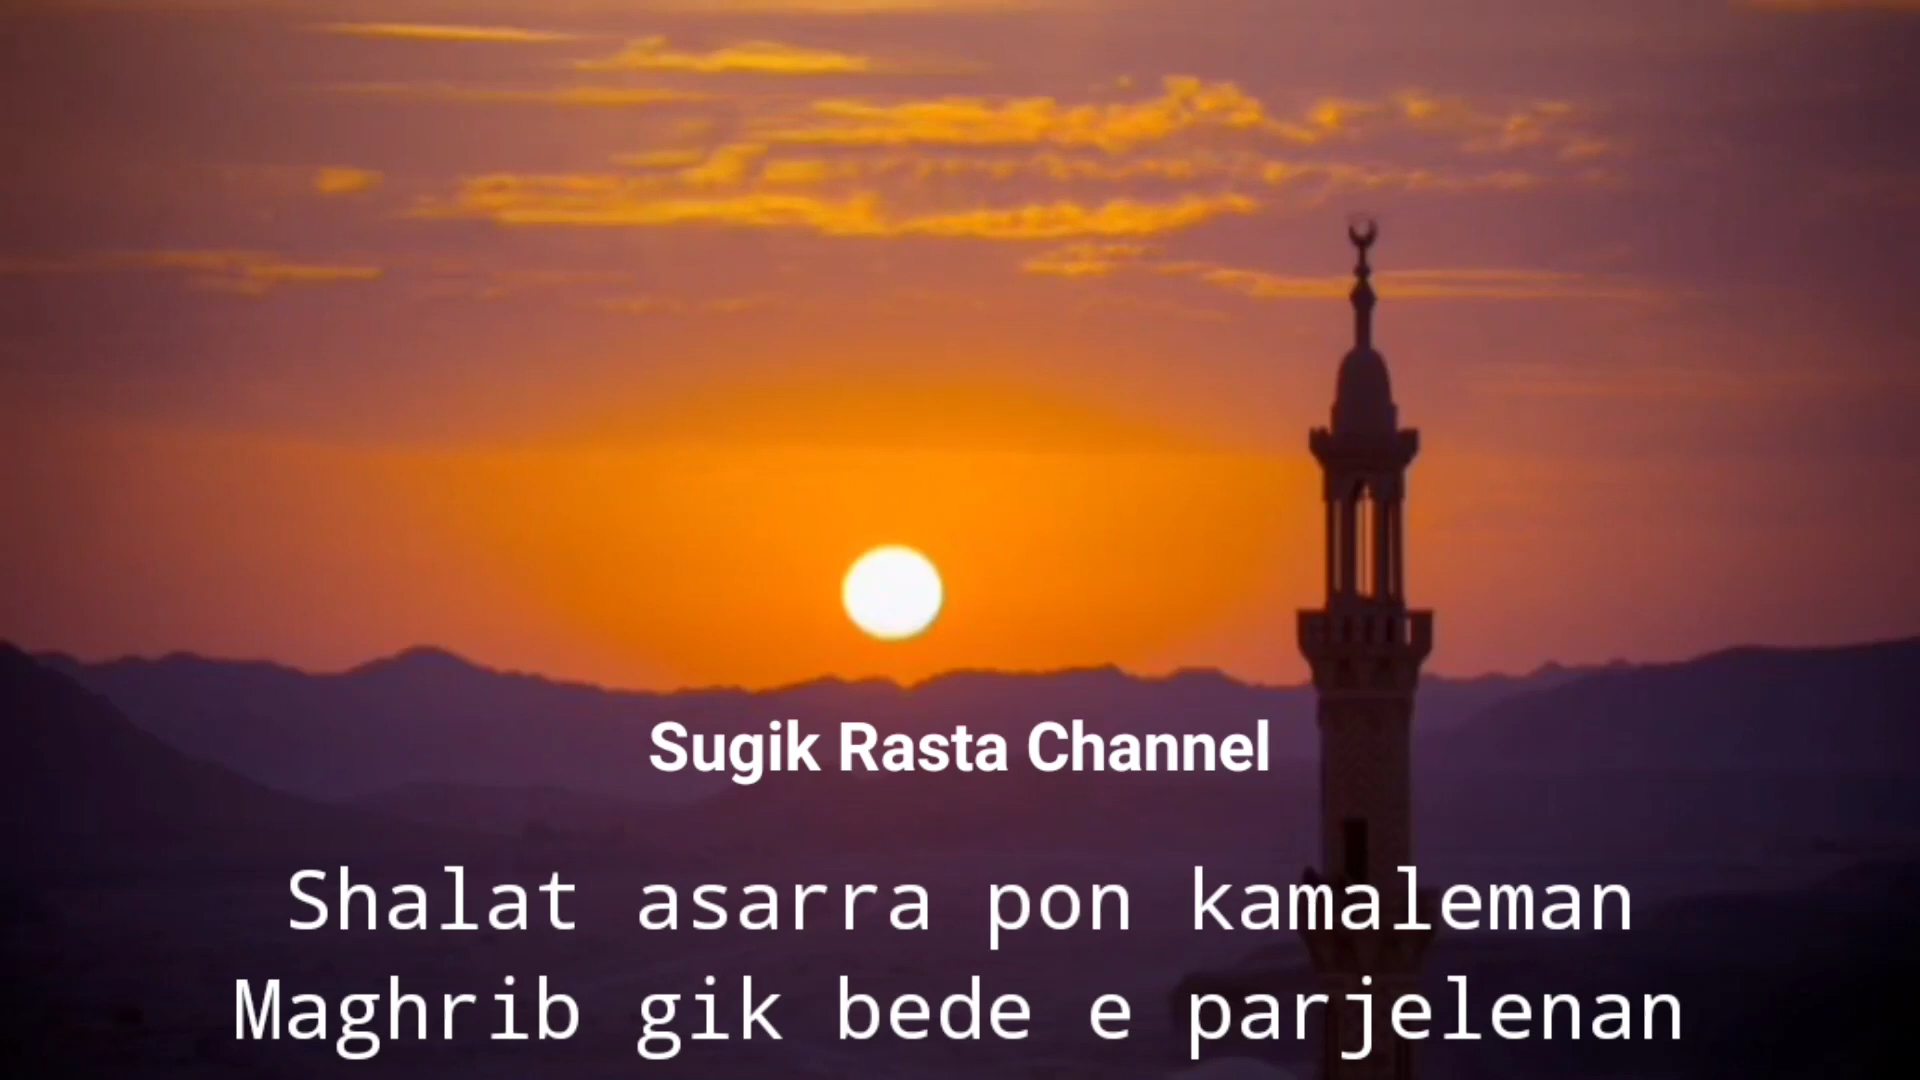 Sugik Rasta Channel
Shalat asarra pon kamaleman
Maghrib gik bede e parjelenan